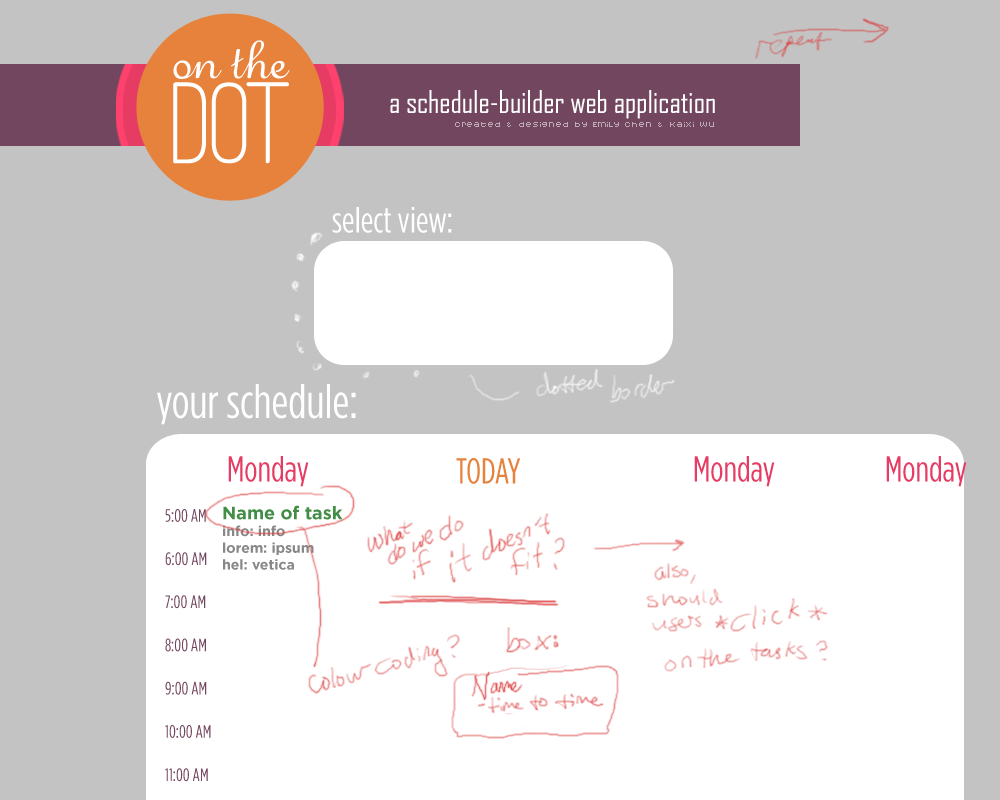 repeat
on the
DOT
a schedule-builder web application
created & designed by Emily Chen & Kaixi Wu
select view:
dotted border
your schedule:
Monday TODAY Monday Monday
5:00 AM Name of task
info: info
lorem: ipsum
hel: vetica
what do we do
if it doesn't
fit?
6:00 AM
also,
should
users *click*
on the tasks?
7:00 AM
8:00 AM
colour coding?
box:
9:00 AM
Name
-time to time
10:00 AM
11:00 AM